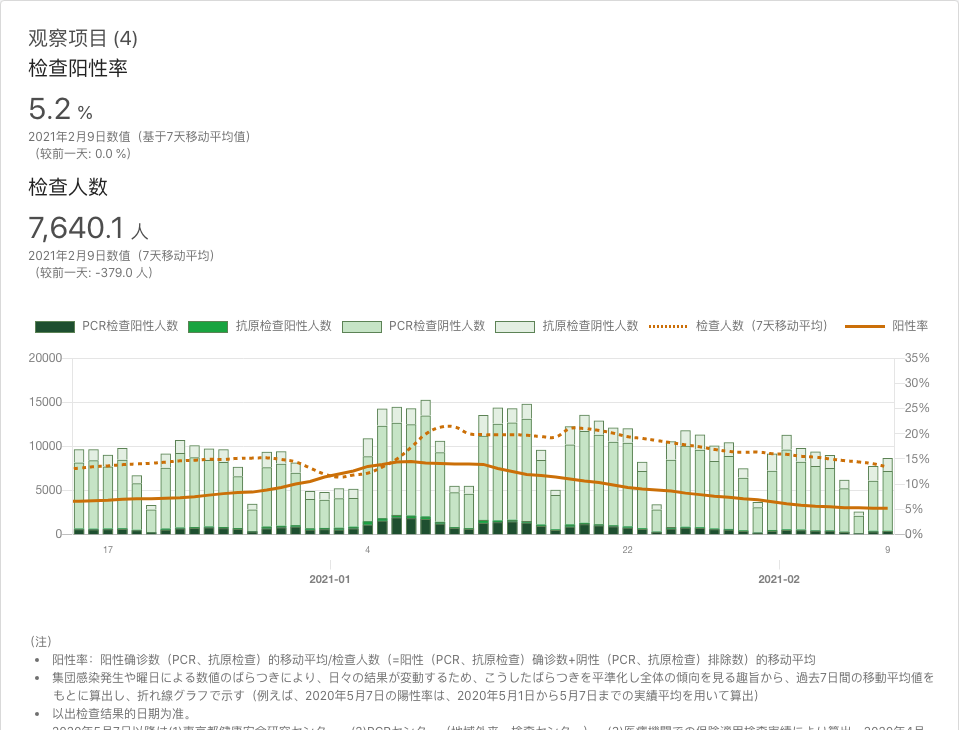 观察项目 (4)
检查阳性率
5.2 %
2021年2月9日数值（基于7天移动平均值）
（较前一天: 0.0 %）
检查人数
7,640.1 人
2021年2月9日数值（7天移动平均）
（较前一天: -379.0 人）
PCR检查阳性人数 抗原检查阳性人数 PCR检查阴性人数 抗原检查阴性人数 检查人数（7天移动平均） 阳性率
20000 35%
30%
15000 25%
20%
10000 15%
5000 10%
5%
0 0%
17 4 22 9
2021-01 2021-02
（注）
• 阳性率：阳性确诊数（PCR、抗原检查）的移动平均/检查人数（=阳性（PCR、抗原检查）确诊数+阴性（PCR、抗原检查）排除数）的移动平均
• 集団感染発生や曜日による数値のばらつきにより、日々の結果が変動するため、こうしたばらつきを平準化し全体の傾向を見る趣旨から、過去7日間の移動平均値を
もとに算出し、折れ線グラフで示す（例えば、2020年5月7日の陽性率は、2020年5月1日から5月7日までの実績平均を用いて算出）
• 以出检查结果的日期为准。